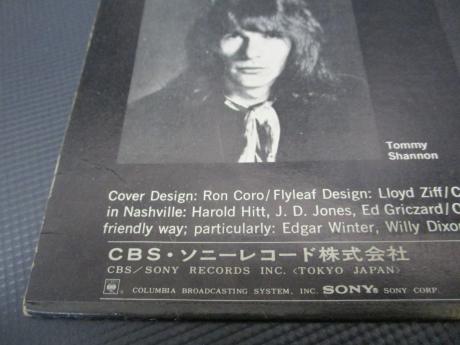 Tommy
Shannon
Cover Design: Ron Coro/Flyleaf Design: Lloyd Ziff/
in Nashville: Harold Hitt, J. D. Jones, Ed Griczard/
friendly way; particularly: Edgar Winter, Willy Dixo
CBS・ソニーレコード株式会社
CBS/SONY RECORDS INC. 〈TOKYO JAPAN〉
COLUMBIA BROADCASTING SYSTEM, INC. SONY® SONY CORP.